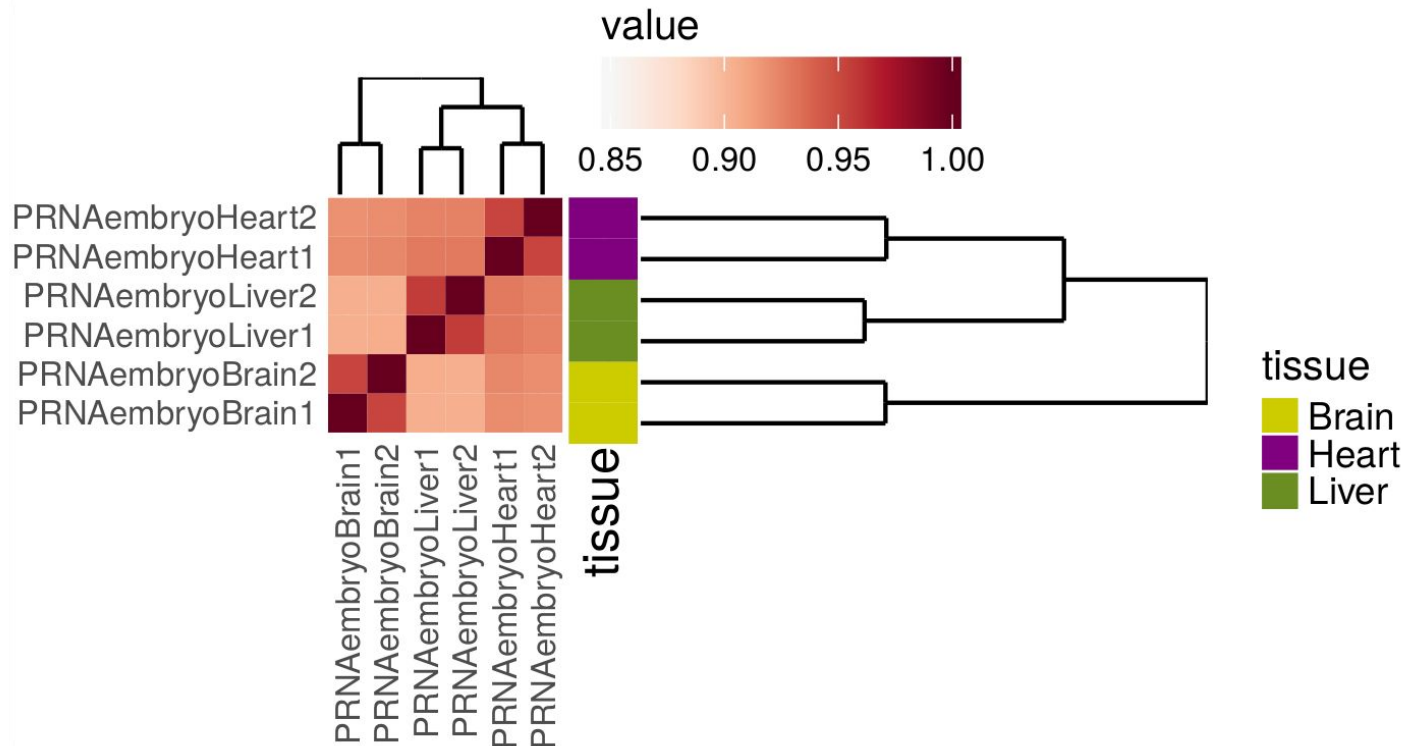 value
0.85 0.90 0.95 1.00
PRNAembryoHeart2
PRNAembryoHeart1
PRNAembryoLiver2
PRNAembryoLiver1
PRNAembryoBrain2
PRNAembryoBrain1
PRNAembryoBrain1
PRNAembryoBrain2
PRNAembryoLiver1
PRNAembryoLiver2
PRNAembryoHeart1
PRNAembryoHeart2
tissue
tissue
Brain
Heart
Liver